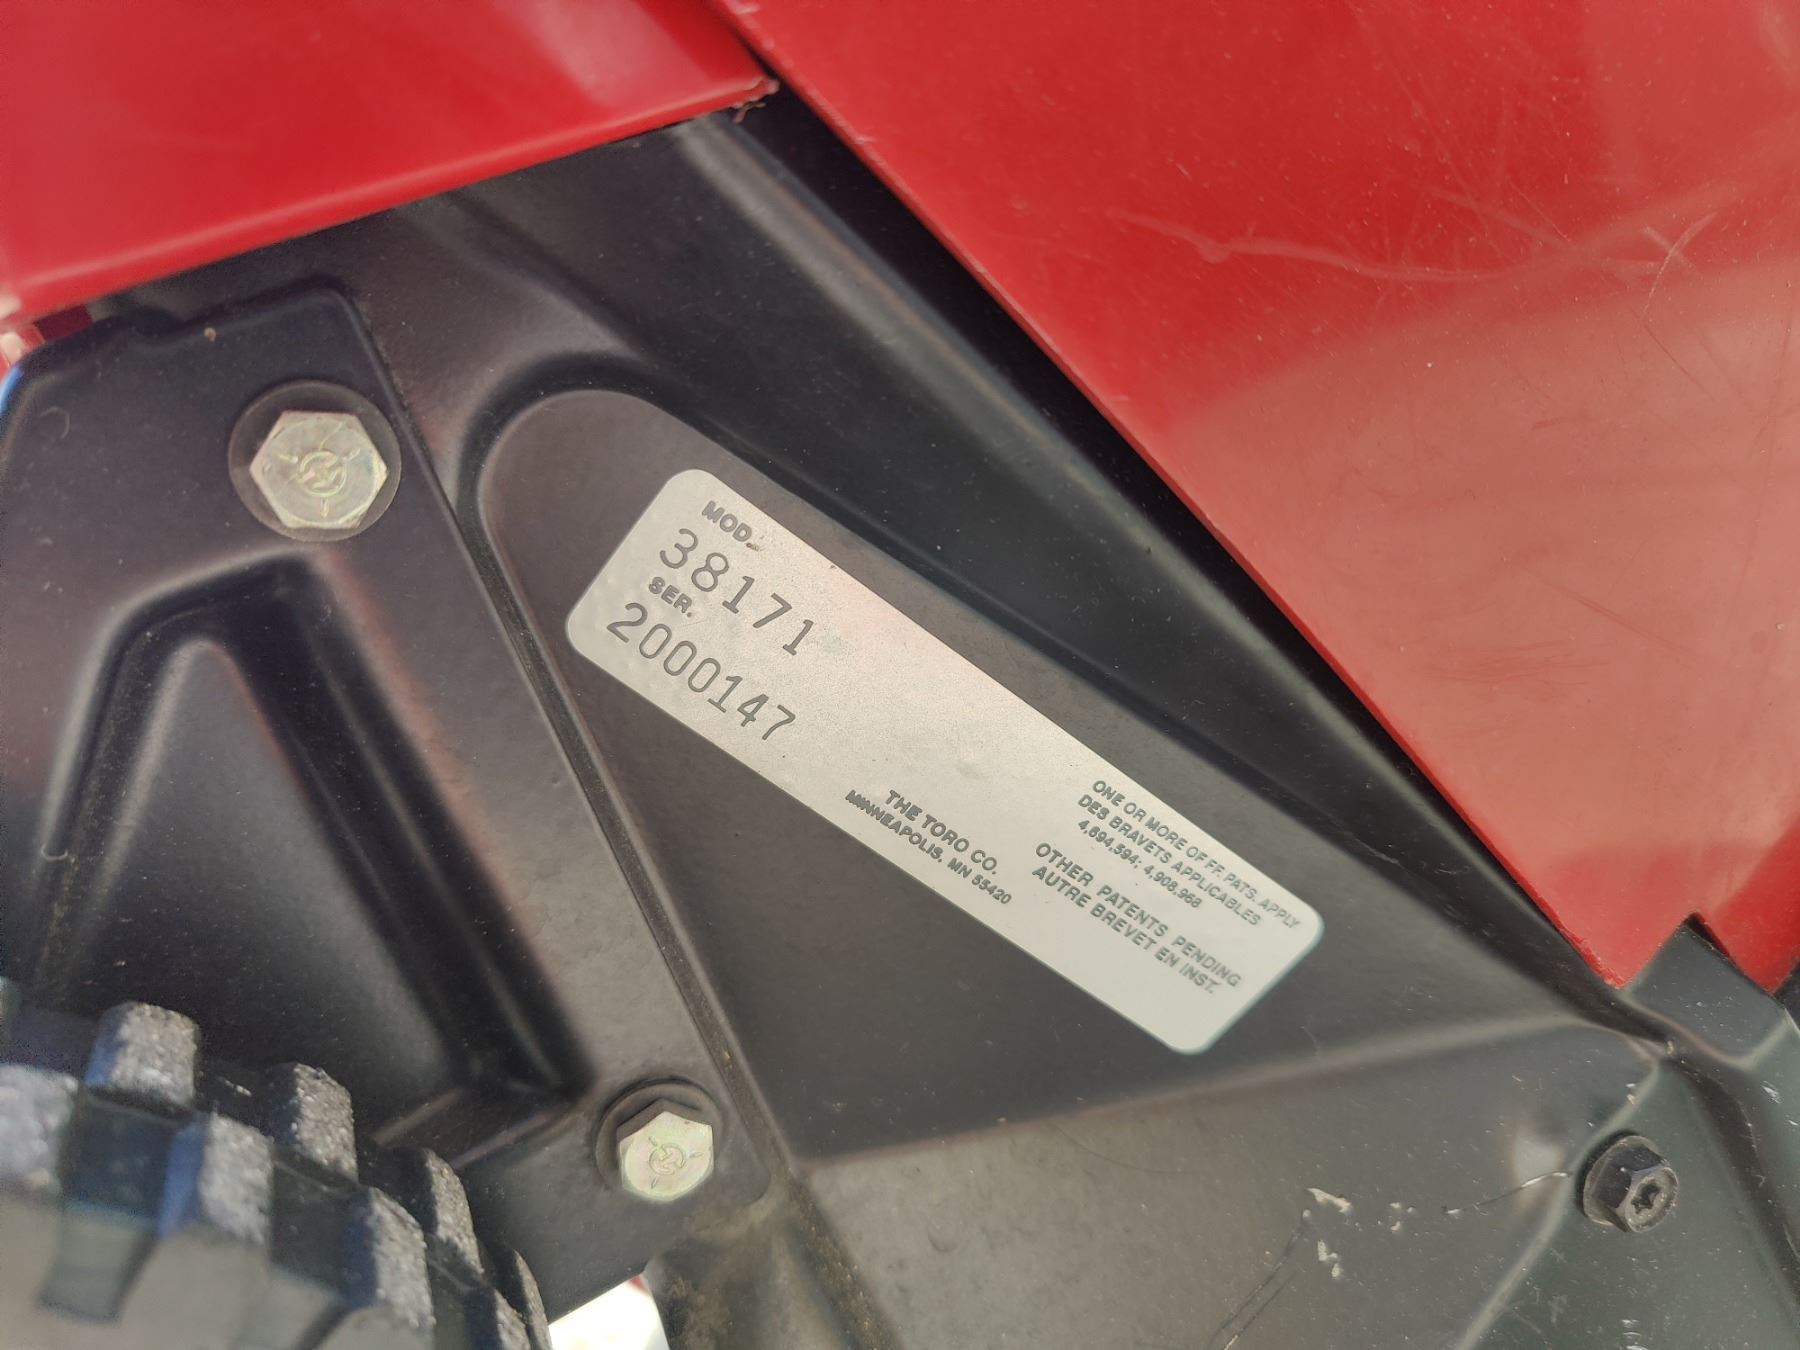 MOD.
38171
SER.
2000147
THE TORO CO.
MINNEAPOLIS, MN 55420
ONE OR MORE OF FF. PATS. APPLY
DES BRAVETS APPLICABLES
4,694,594; 4,908,968
OTHER PATENTS PENDING
AUTRE BREVET EN INST.